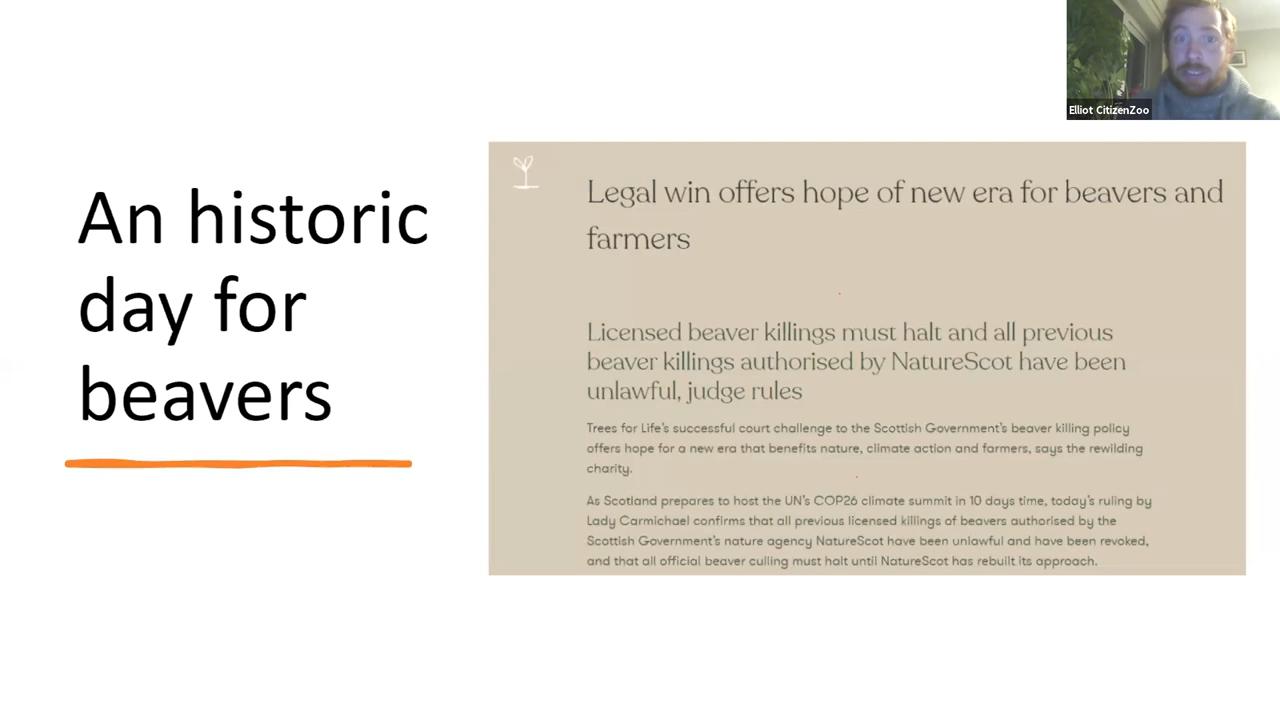 Elliot CitizenZoo
An historic
day for
beavers
Legal win offers hope of new era for beavers and
farmers
Licensed beaver killings must halt and all previous
beaver killings authorised by NatureScot have been
unlawful, judge rules
Trees for Life's successful court challenge to the Scottish Government's beaver killing policy
offers hope for a new era that benefits nature, climate action and farmers, says the rewilding
charity.
As Scotland prepares to host the UN's COP26 climate summit in 10 days time, today's ruling by
Lady Carmichael confirms that all previous licensed killings of beavers authorised by the
Scottish Government's nature agency NatureScot have been unlawful and have been revoked,
and that all official beaver culling must halt until NatureScot has rebuilt its approach.